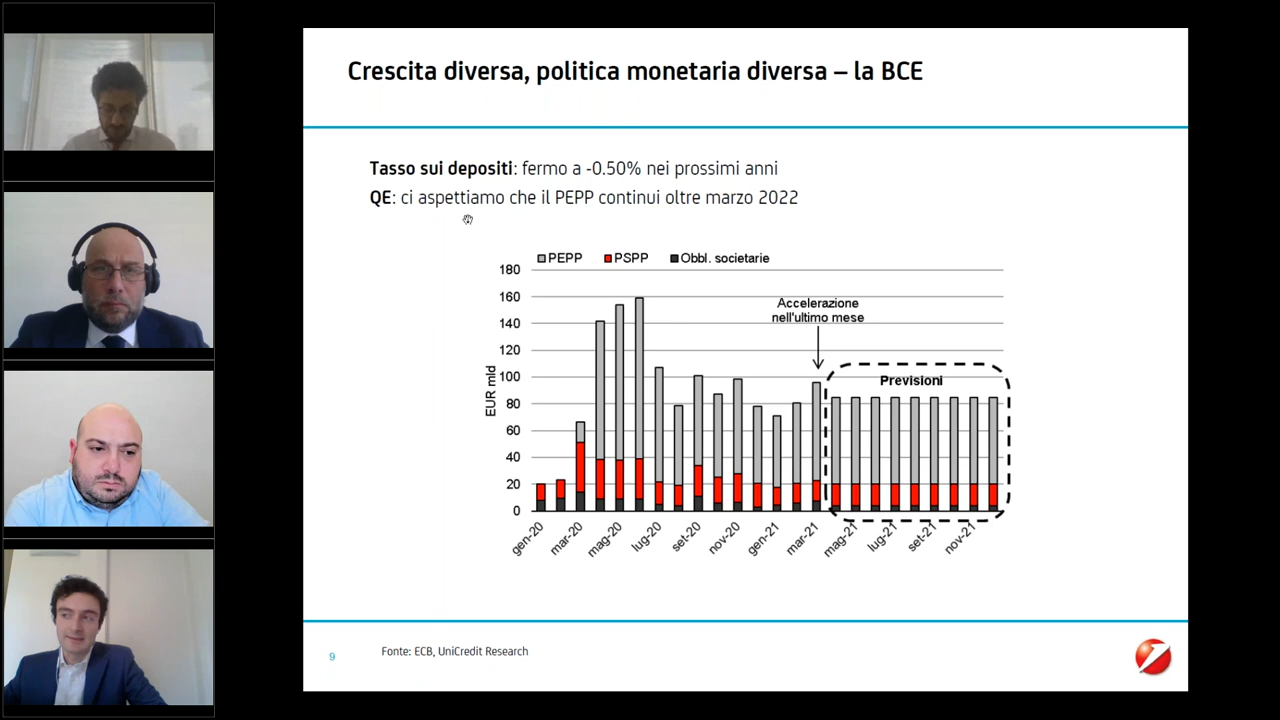 Crescita diversa, politica monetaria diversa – la BCE
Tasso sui depositi: fermo a -0.50% nei prossimi anni
QE: ci aspettiamo che il PEPP continui oltre marzo 2022
PEPP PSPP Obbl. societarie
180
160
140
120
100
80
60
40
20
0
EUR mld
Accelerazione
nell'ultimo mese
Previsioni
gen-20 mar-20 mag-20 lug-20 set-20 nov-20 gen-21 mar-21 mag-21 lug-21 set-21 nov-21
9
Fonte: ECB, UniCredit Research